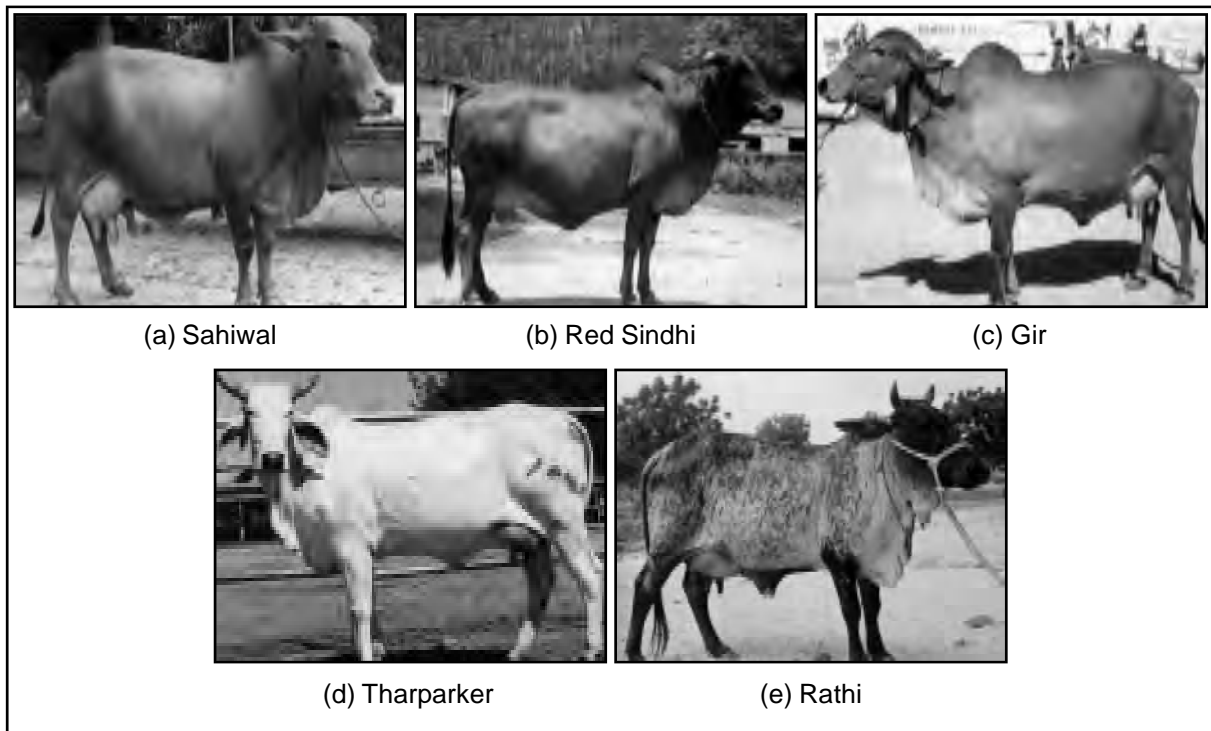 (a) Sahiwal
(b) Red Sindhi
(c) Gir
(d) Tharparker
(e) Rathi